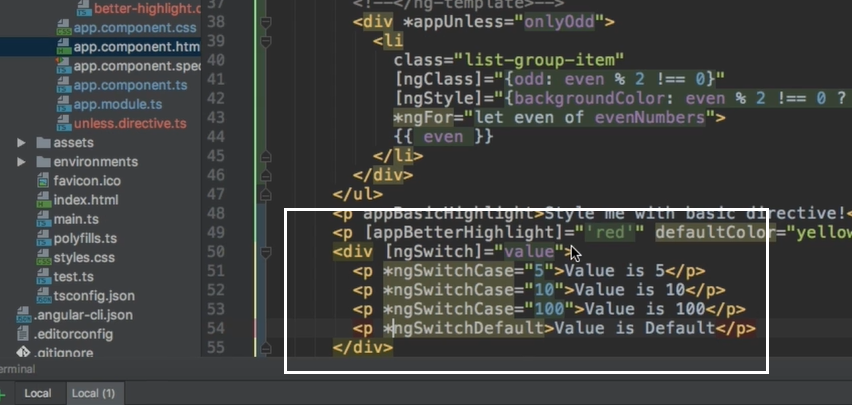 better-highlight.d
app.component.css
app.component.htm
app.component.spec
app.component.ts
app.module.ts
unless.directive.ts
assets
environments
favicon.ico
index.html
main.ts
polyfills.ts
styles.css
test.ts
tsconfig.json
.angular-cli.json
.editorconfig
.gitignore
37 <!--</ng-template>-->
38 <div *appUnless="onlyOdd">
39 <li
40 class="list-group-item"
41 [ngClass]="{odd: even % 2 !== 0}"
42 [ngStyle]="{backgroundColor: even % 2 !== 0 ?
43 *ngFor="let even of evenNumbers">
44 {{ even }}
45 </li>
46 </div>
47 </ul>
48 <p appBasicHighlight>Style me with basic directive!<
49 <p [appBetterHighlight]="'red'" defaultColor="yellow
50 <div [ngSwitch]="value">
51 <p *ngSwitchCase="5">Value is 5</p>
52 <p *ngSwitchCase="10">Value is 10</p>
53 <p *ngSwitchCase="100">Value is 100</p>
54 <p *ngSwitchDefault>Value is Default</p>
55 </div>
erminal
Local Local (1)